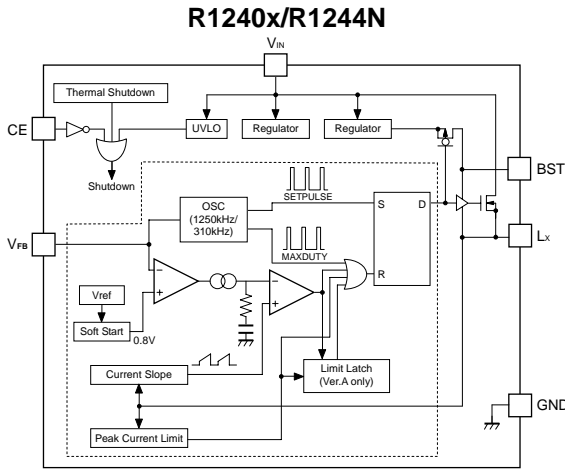 R1240x/R1244N
VIN
Thermal Shutdown
CE
UVLO
Regulator
Regulator
BST
Shutdown
SETPULSE
OSC
(1250kHz/
310kHz)
S
D
LX
VFB
MAXDUTY
R
Vref
Soft Start
0.8V
Current Slope
Limit Latch
(Ver.A only)
GND
Peak Current Limit